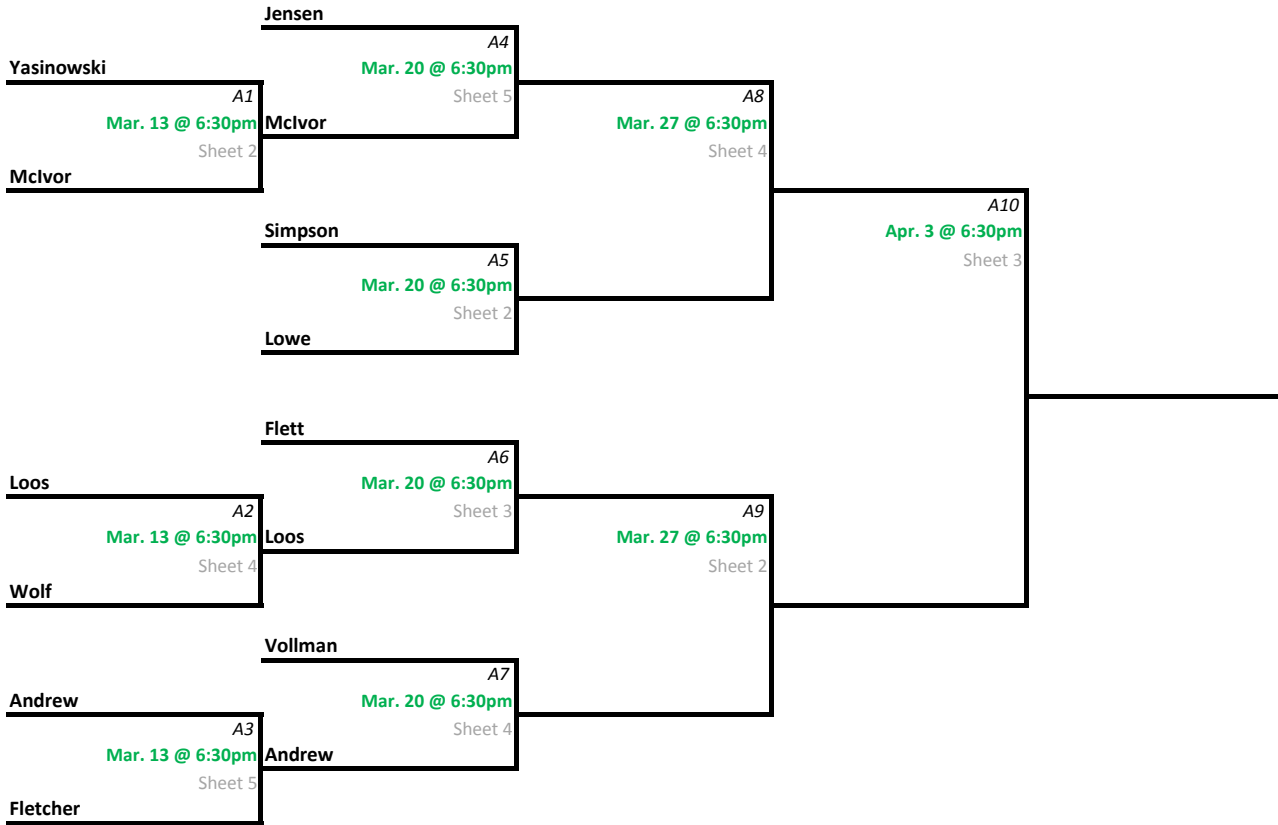 Jensen
A4
Yasinowski
Mar. 20 @ 6:30pm
A1
Sheet 5
A8
Mar. 13 @ 6:30pm
McIvor
Mar. 27 @ 6:30pm
Sheet 2
Sheet 4
McIvor
A10
Simpson
Apr. 3 @ 6:30pm
A5
Sheet 3
Mar. 20 @ 6:30pm
Sheet 2
Lowe
Flett
A6
Loos
Mar. 20 @ 6:30pm
A2
Sheet 3
A9
Mar. 13 @ 6:30pm
Loos
Mar. 27 @ 6:30pm
Sheet 4
Sheet 2
Wolf
Vollman
A7
Andrew
Mar. 20 @ 6:30pm
A3
Sheet 4
Mar. 13 @ 6:30pm
Andrew
Sheet 5
Fletcher